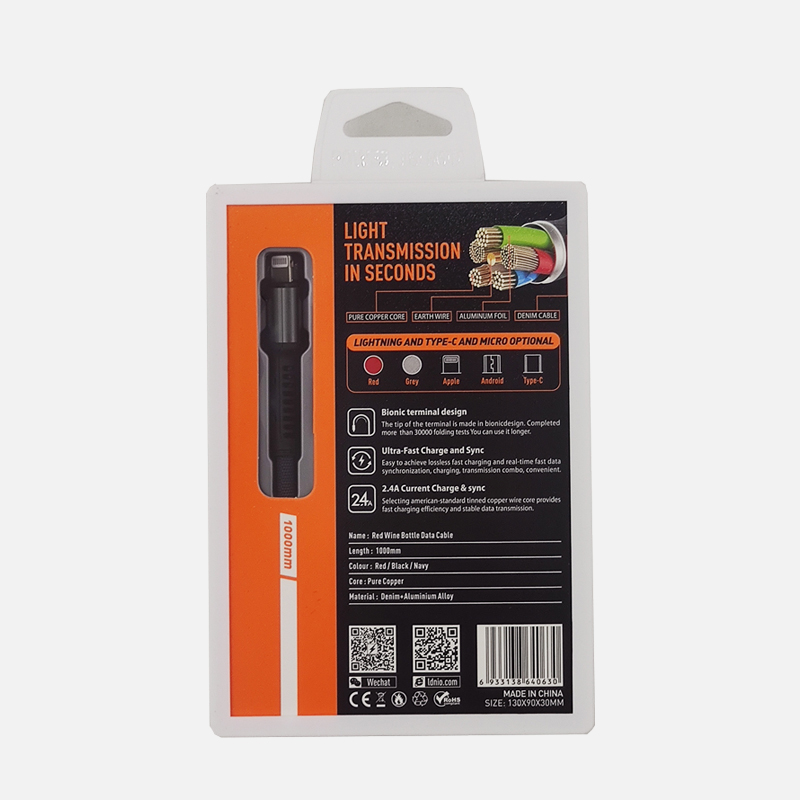 LIGHT
TRANSMISSION
IN SECONDS
PURE COPPER CORE
EARTH WIRE
ALUMINUM FOIL
DENIM CABLE
LIGHTNING AND TYPE-C AND MICRO OPTIONAL
Red
Grey
Apple
Android
Type-C
Bionic terminal design
The tip of the terminal is made in bionicdesign. Completed
more than 30000 folding tests You can use it longer.
Ultra-Fast Charge and Sync
Easy to achieve lossless fast charging and real-time fast data
synchronization, charging, transmission combo, convenient.
2.4A
2.4A Current Charge & sync
Selecting american-standard tinned copper wire core provides
fast charging efficiency and stable data transmission.
1000mm
Name : Red Wine Bottle Data Cable
Length : 1000mm
Colour : Red / Black / Navy
Core : Pure Copper
Material : Denim+Aluminium Alloy
Wechat
ldnio.com
6 933138 640630
CE
RoHS
MADE IN CHINA
SIZE: 130X90X30MM